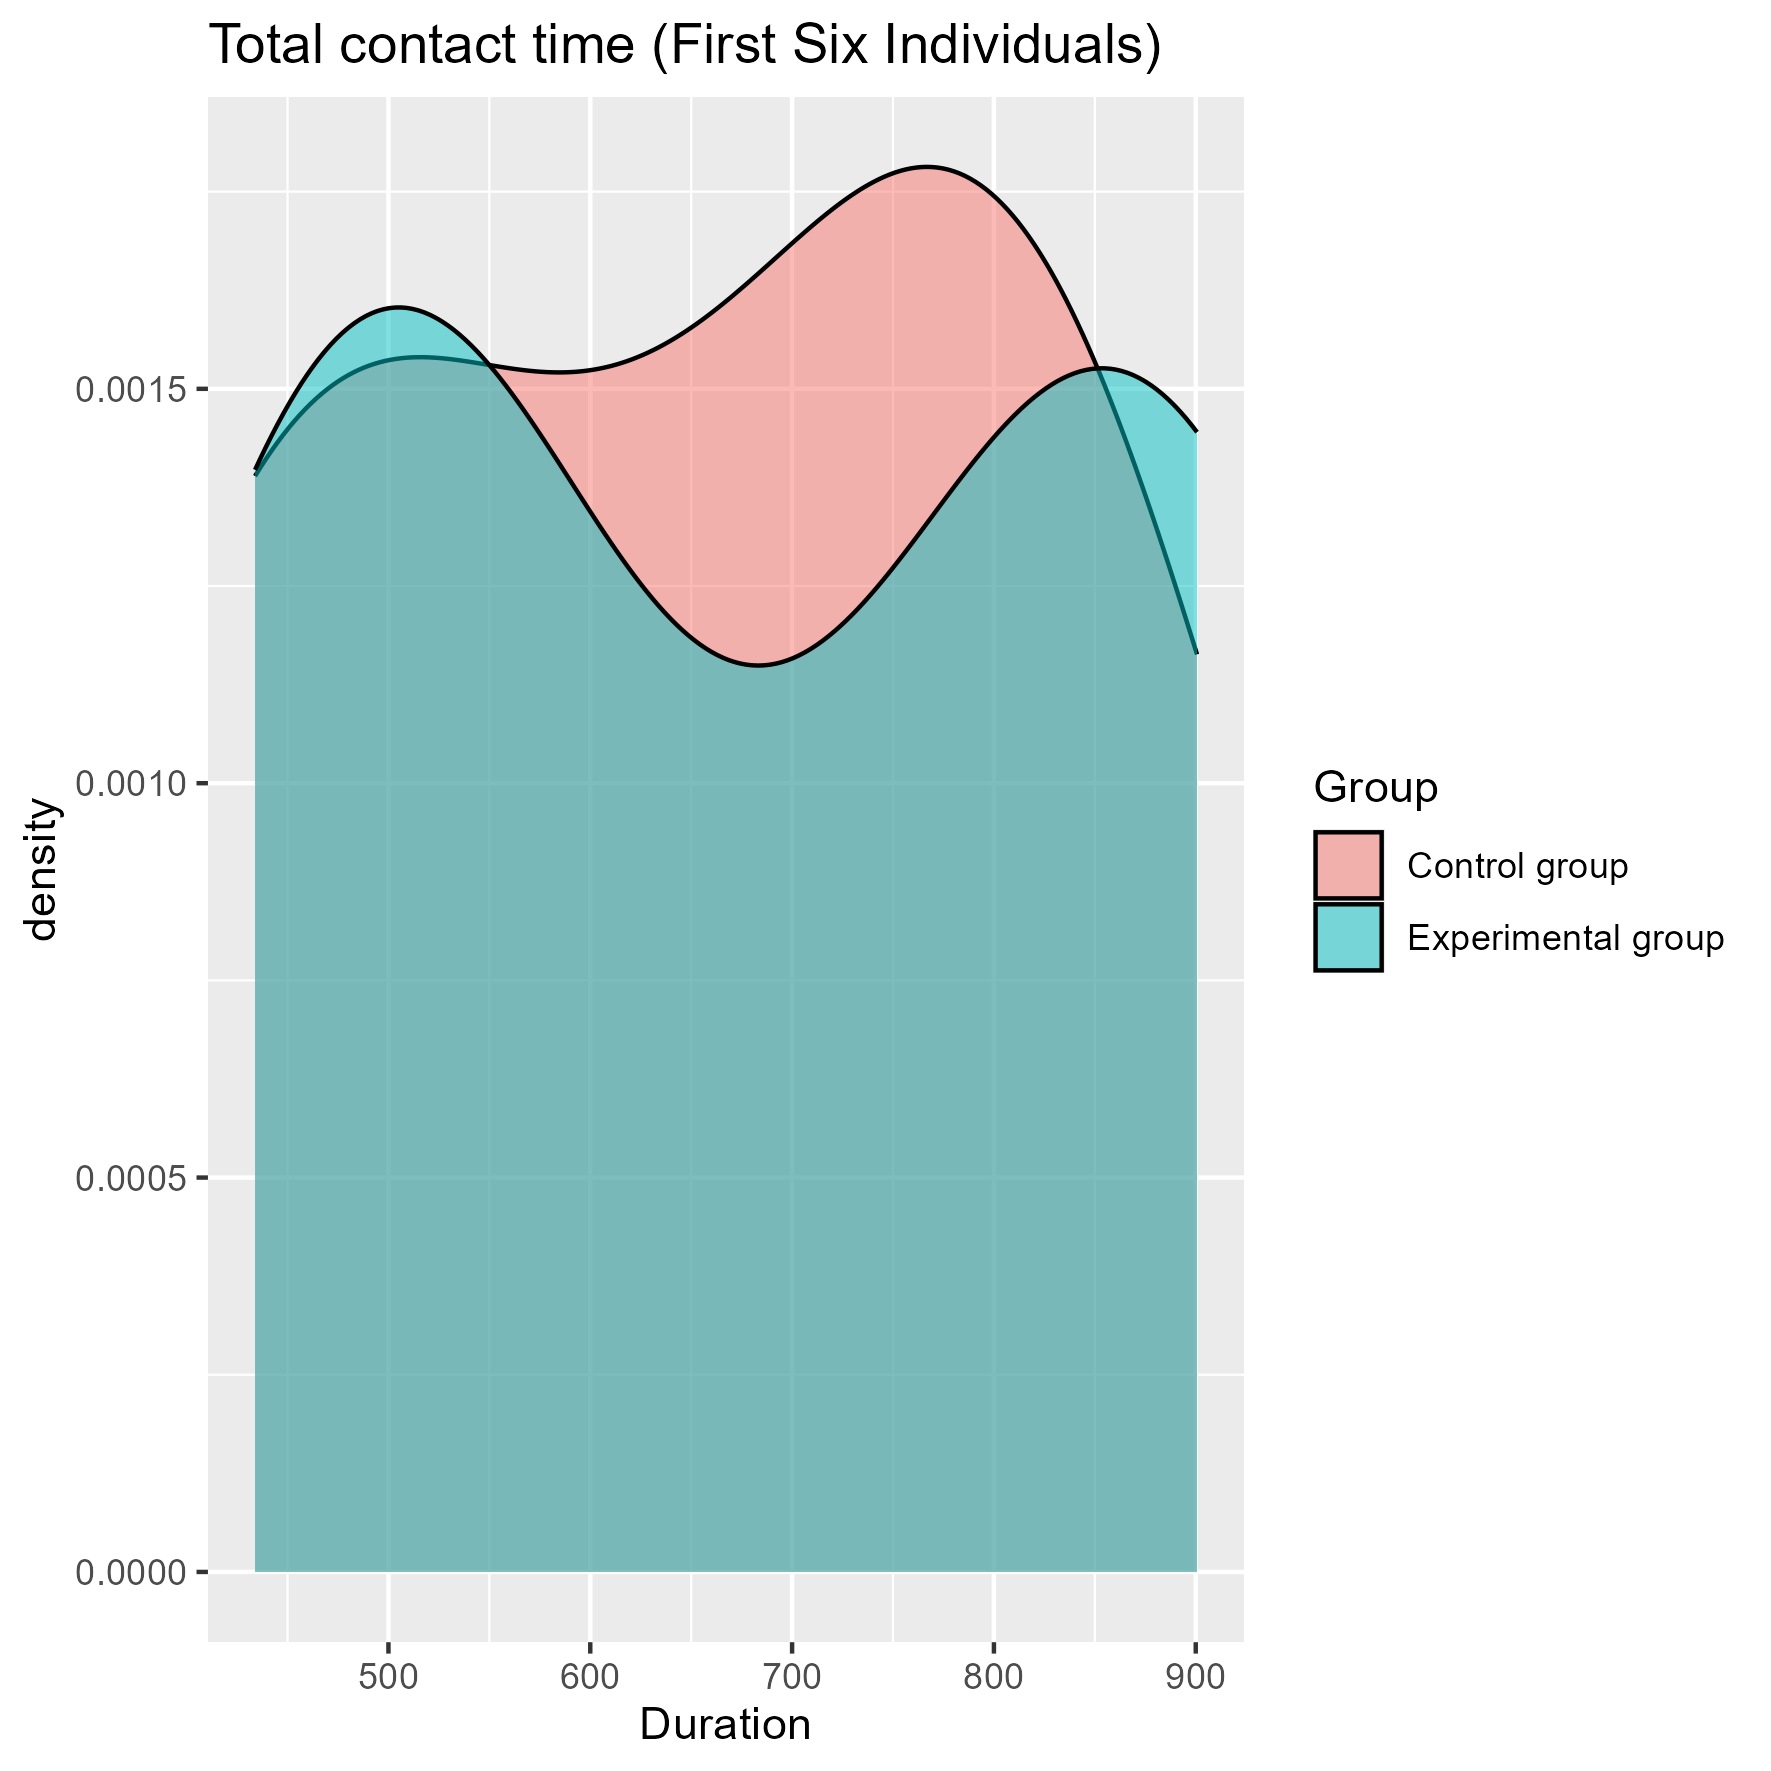 Total contact time (First Six Individuals)
density
0.0015
0.0010
0.0005
0.0000
500 600 700 800 900
Duration
Group
Control group
Experimental group